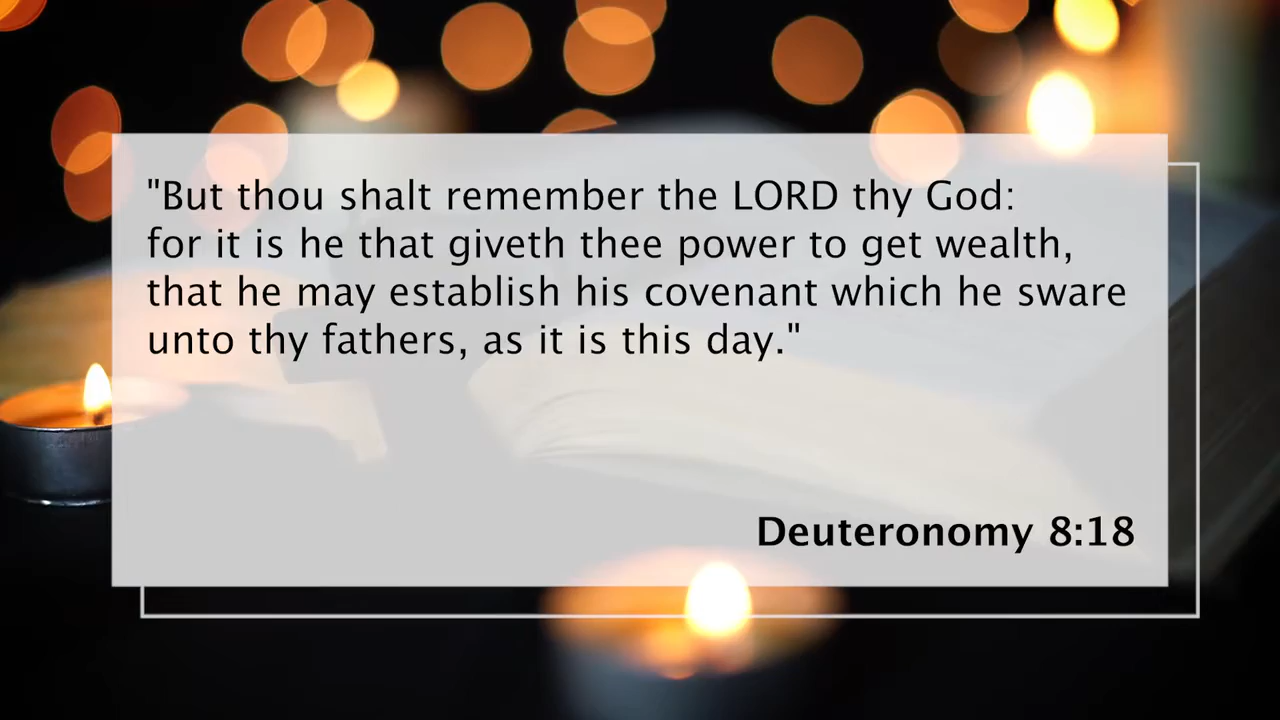 "But thou shalt remember the LORD thy God:
for it is he that giveth thee power to get wealth,
that he may establish his covenant which he sware
unto thy fathers, as it is this day."
Deuteronomy 8:18